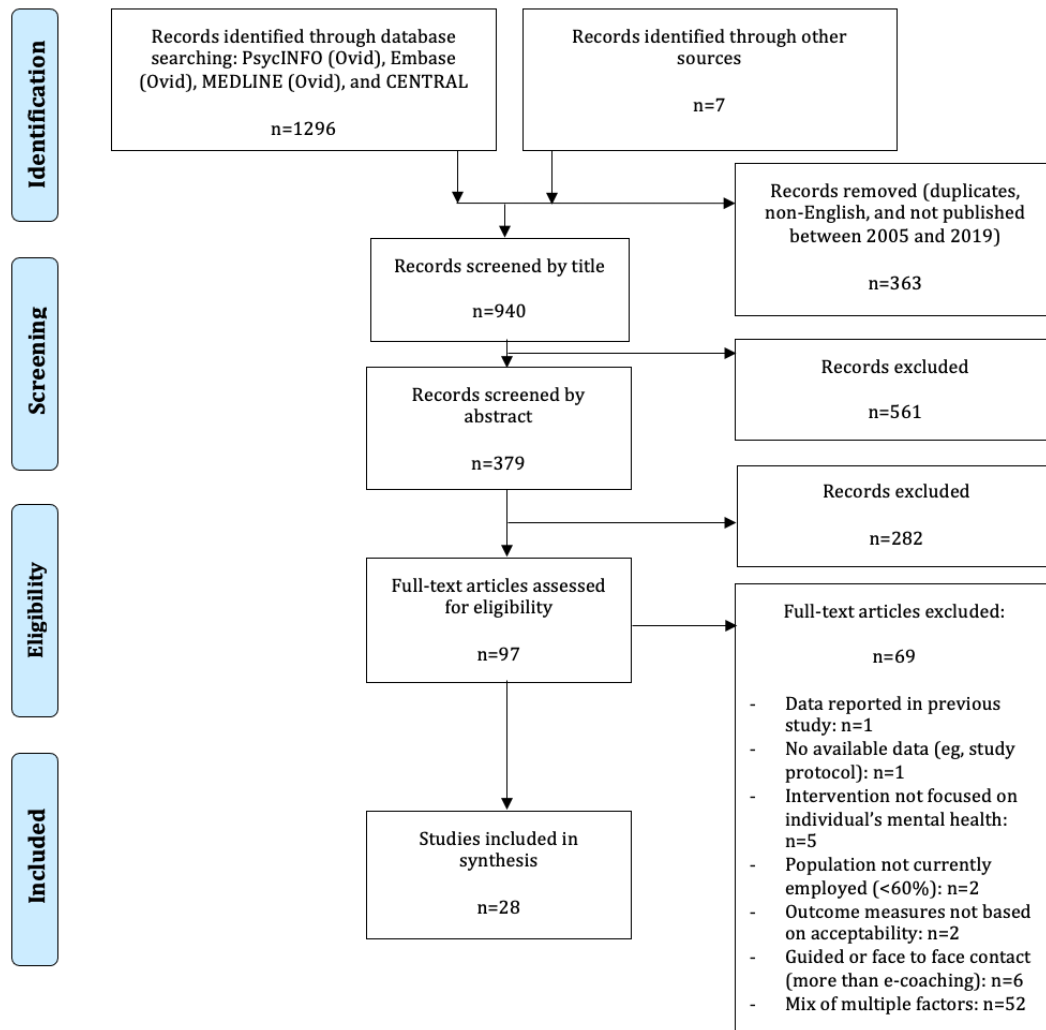 Identification
Records identified through database
searching: PsycINFO (Ovid), Embase
(Ovid), MEDLINE (Ovid), and CENTRAL
n=1296
Records identified through other
sources
n=7
Records removed (duplicates,
non-English, and not published
between 2005 and 2019)
n=363
Screening
Records screened by title
n=940
Records excluded
n=561
Records screened by
abstract
n=379
Records excluded
n=282
Eligibility
Full-text articles assessed
for eligibility
n=97
Full-text articles excluded:
n=69
- Data reported in previous
study: n=1
- No available data (eg, study
protocol): n=1
- Intervention not focused on
individual's mental health:
n=5
- Population not currently
employed (<60%): n=2
- Outcome measures not based
on acceptability: n=2
- Guided or face to face contact
(more than e-coaching): n=6
- Mix of multiple factors: n=52
Included
Studies included in
synthesis
n=28